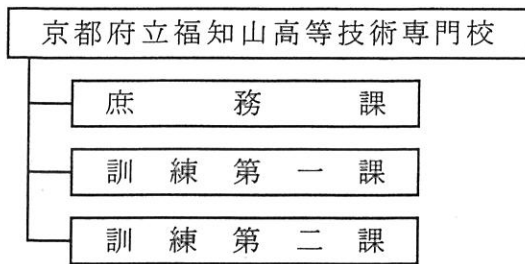 京都府立福知山高等技術専門校
庶務課
訓練第一課
訓練第二課